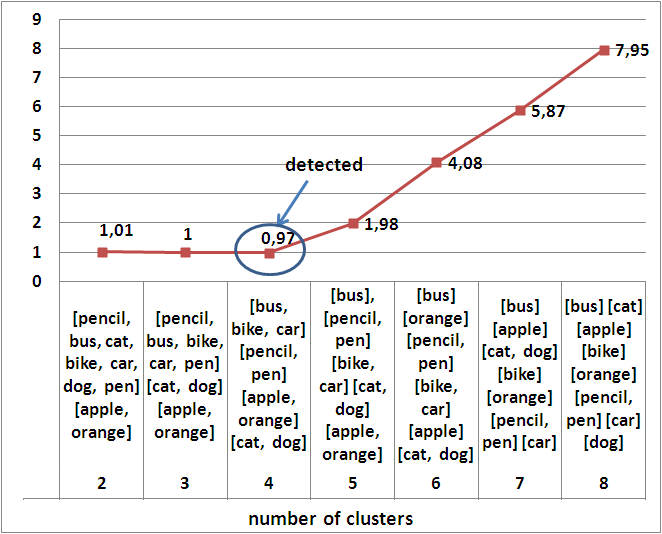 9
8
7
6
5
4
3
2
1
0
detected
1,01
1
0,97
1,98
4,08
5,87
7,95
[pencil,
bus, cat,
bike, car,
dog, pen]
[apple,
orange]
2
[pencil,
bus, bike,
car, pen]
[cat, dog]
[apple,
orange]
3
[bus,
bike, car]
[pencil,
pen]
[apple,
orange]
[cat, dog]
4
[bus],
[pencil,
pen]
[bike,
car] [cat,
dog]
[apple,
orange]
5
[bus]
[orange]
[pencil,
pen]
[bike,
car]
[apple]
[cat, dog]
6
[bus]
[apple]
[cat, dog]
[bike]
[orange]
[pencil,
pen] [car]
7
[bus] [cat]
[apple]
[bike]
[orange]
[pencil,
pen] [car]
[dog]
8
number of clusters